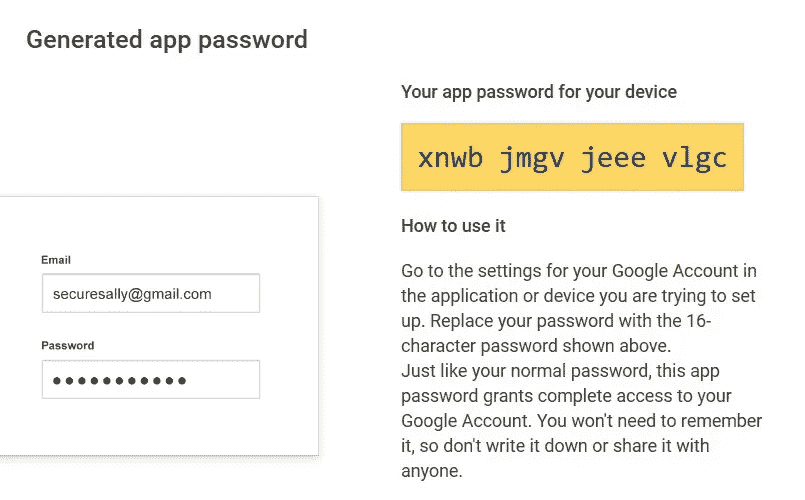 Generated app password
Your app password for your device
xnwb jmgv jeee vlgc
How to use it
Go to the settings for your Google Account in
the application or device you are trying to set
up. Replace your password with the 16-
character password shown above.
Just like your normal password, this app
password grants complete access to your
Google Account. You won't need to remember
it, so don't write it down or share it with
anyone.
Email
securesally@gmail.com
Password
●●●●●●●●●●●